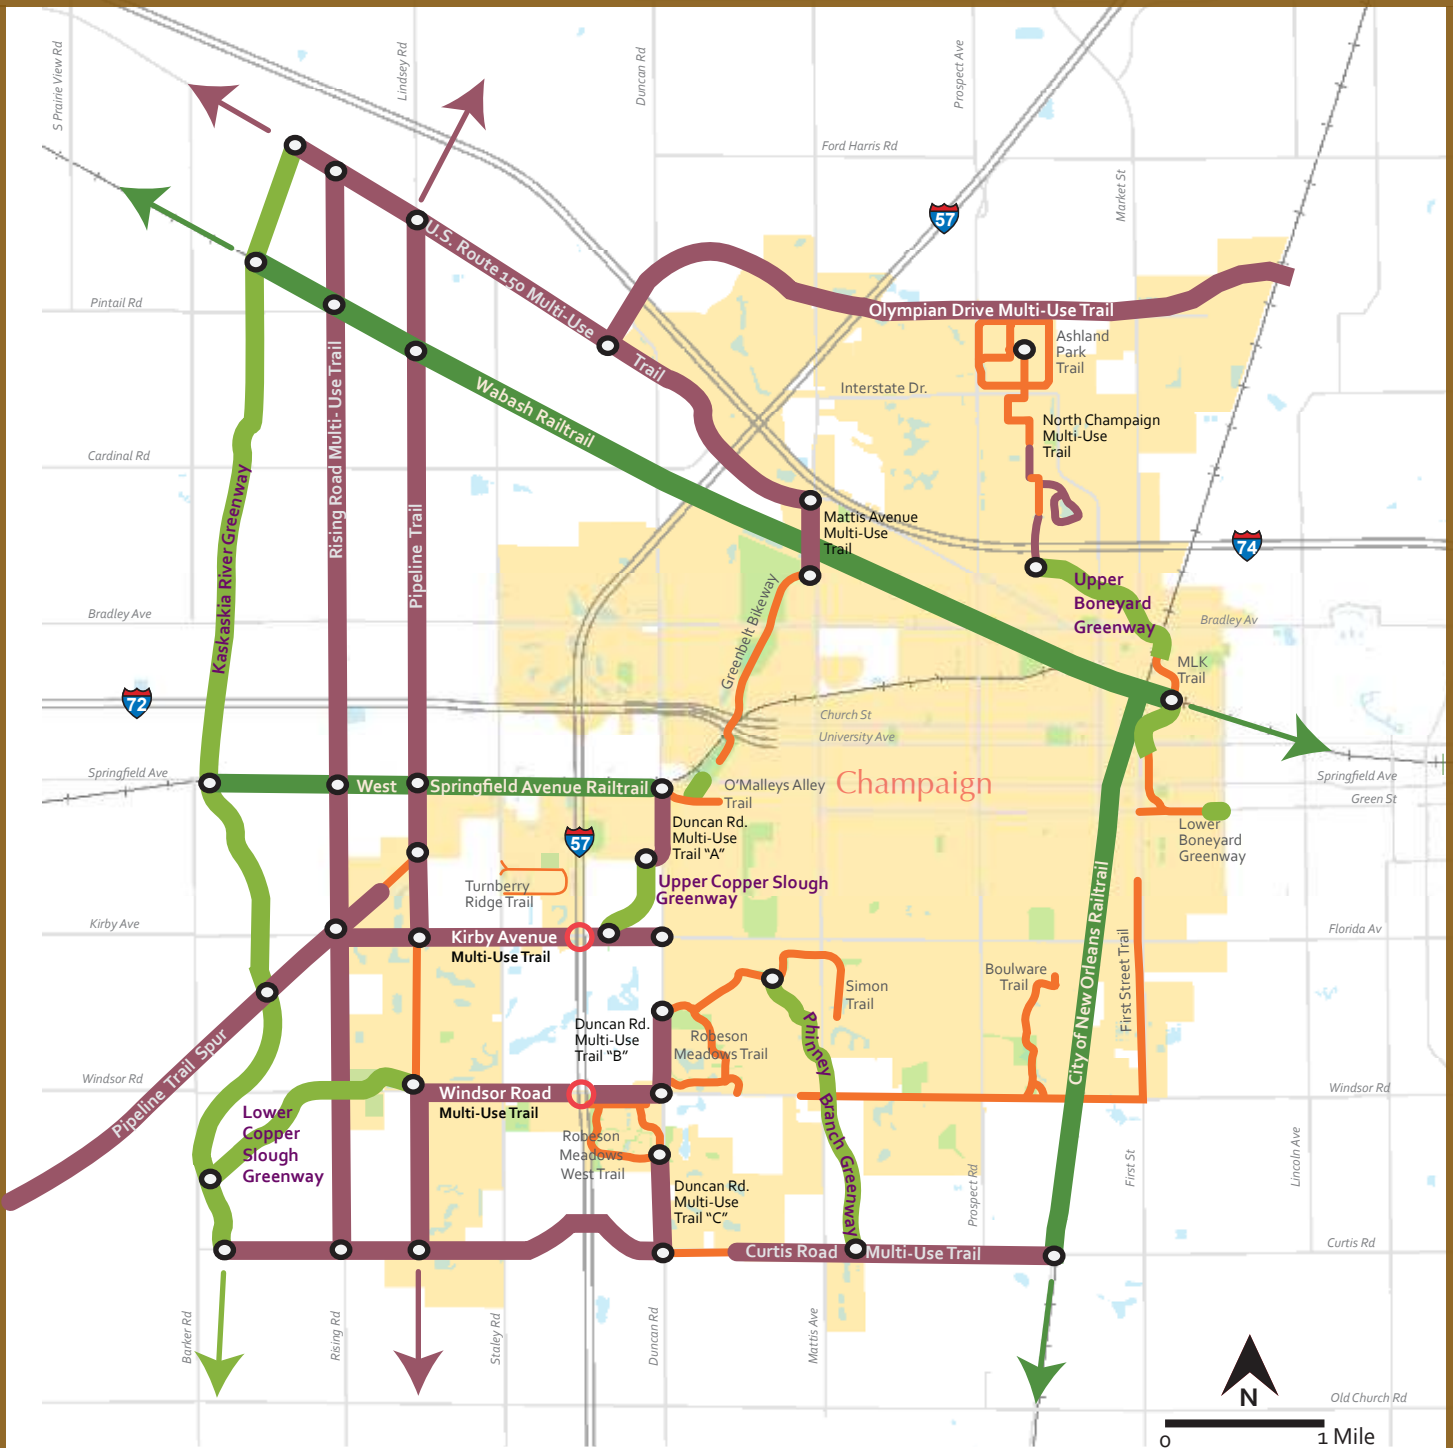 S Prairie View Rd
Lindsey Rd
Duncan Rd
Prospect Ave
Ford Harris Rd
Market St
57
U.S. Route 150 Multi-Use
Trail
Pintail Rd
Olympian Drive Multi-Use Trail
Ashland
Park
Trail
Interstate Dr.
Wabash Railtrail
North Champaign
Multi-Use
Trail
Cardinal Rd
Rising Road Multi-Use Trail
Pipeline Trail
Kaskaskia River Greenway
Mattis Avenue
Multi-Use
Trail
74
Greenbelt Bikeway
Upper
Boneyard
Greenway
Bradley Ave
Bradley Av
MLK
Trail
72
Church St
University Ave
Springfield Ave
West
Springfield Avenue Railtrail
O'Malleys Alley
Trail
Champaign
Springfield Ave
Green St
Duncan Rd.
Multi-Use
Trail "A"
57
Lower
Boneyard
Greenway
Turnberry
Ridge Trail
Upper Copper Slough
Greenway
Kirby Ave
Kirby Avenue
Multi-Use Trail
Florida Av
City of New Orleans Railtrail
First Street Trail
Boulware
Trail
Simon
Trail
Duncan Rd.
Multi-Use
Trail "B"
Robeson
Meadows Trail
Phinney
Branch Greenway
Pipeline Trail Spur
Windsor Rd
Windsor Road
Multi-Use Trail
Windsor Rd
Lower
Copper
Slough
Greenway
Robeson
Meadows
West Trail
Duncan Rd.
Multi-Use
Trail "C"
Prospect Rd
First St
Lincoln Ave
Curtis Road
Multi-Use Trail
Curtis Rd
Barker Rd
Rising Rd
Staley Rd
Duncan Rd
Mattis Ave
Old Church Rd
N
0
1 Mile